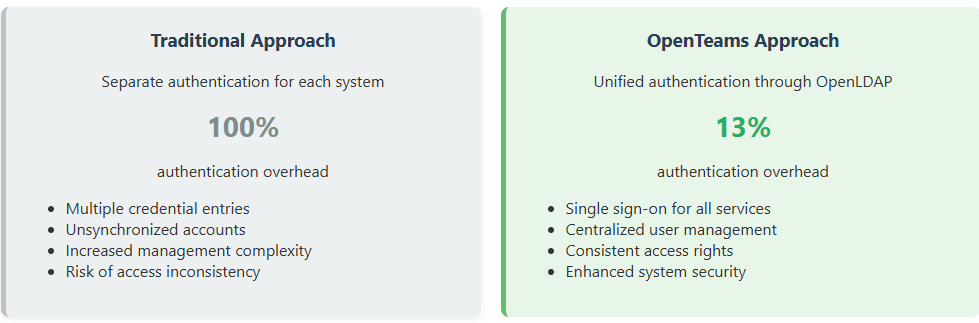 Traditional Approach
Separate authentication for each system
100%
authentication overhead
• Multiple credential entries
• Unsynchronized accounts
• Increased management complexity
• Risk of access inconsistency
OpenTeams Approach
Unified authentication through OpenLDAP
13%
authentication overhead
• Single sign-on for all services
• Centralized user management
• Consistent access rights
• Enhanced system security